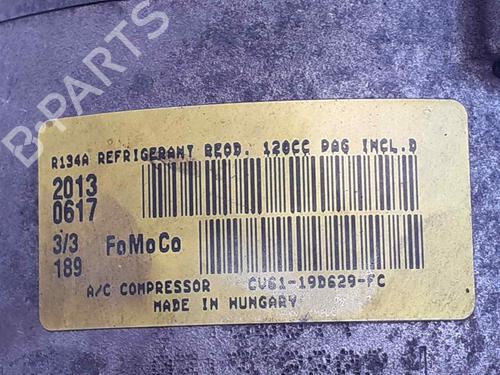 B-PARTS
R134A REFRIGERANT REQD. 120CC PAG INCL.D
2013
0617
3/3 FoMoCo
189
A/C COMPRESSOR CV61-19D629-FC
MADE IN HUNGARY